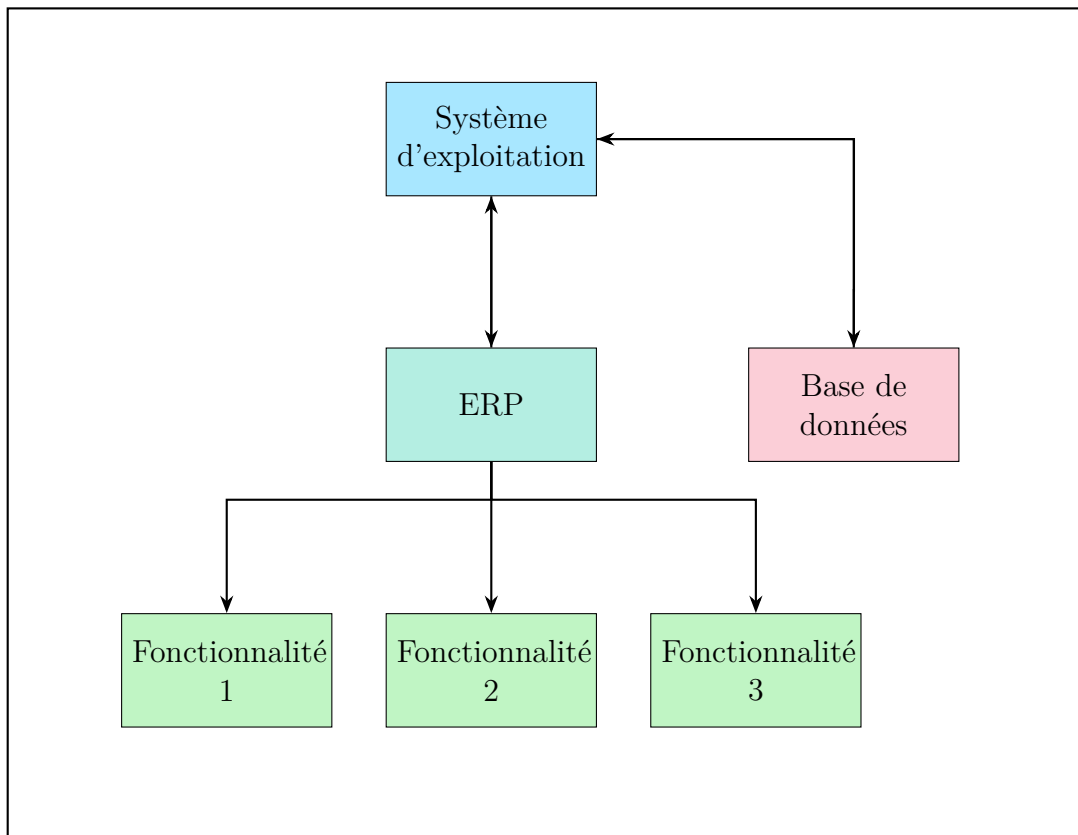 Système
d'exploitation
ERP
Base de
données
Fonctionnalité
1
Fonctionnalité
2
Fonctionnalité
3